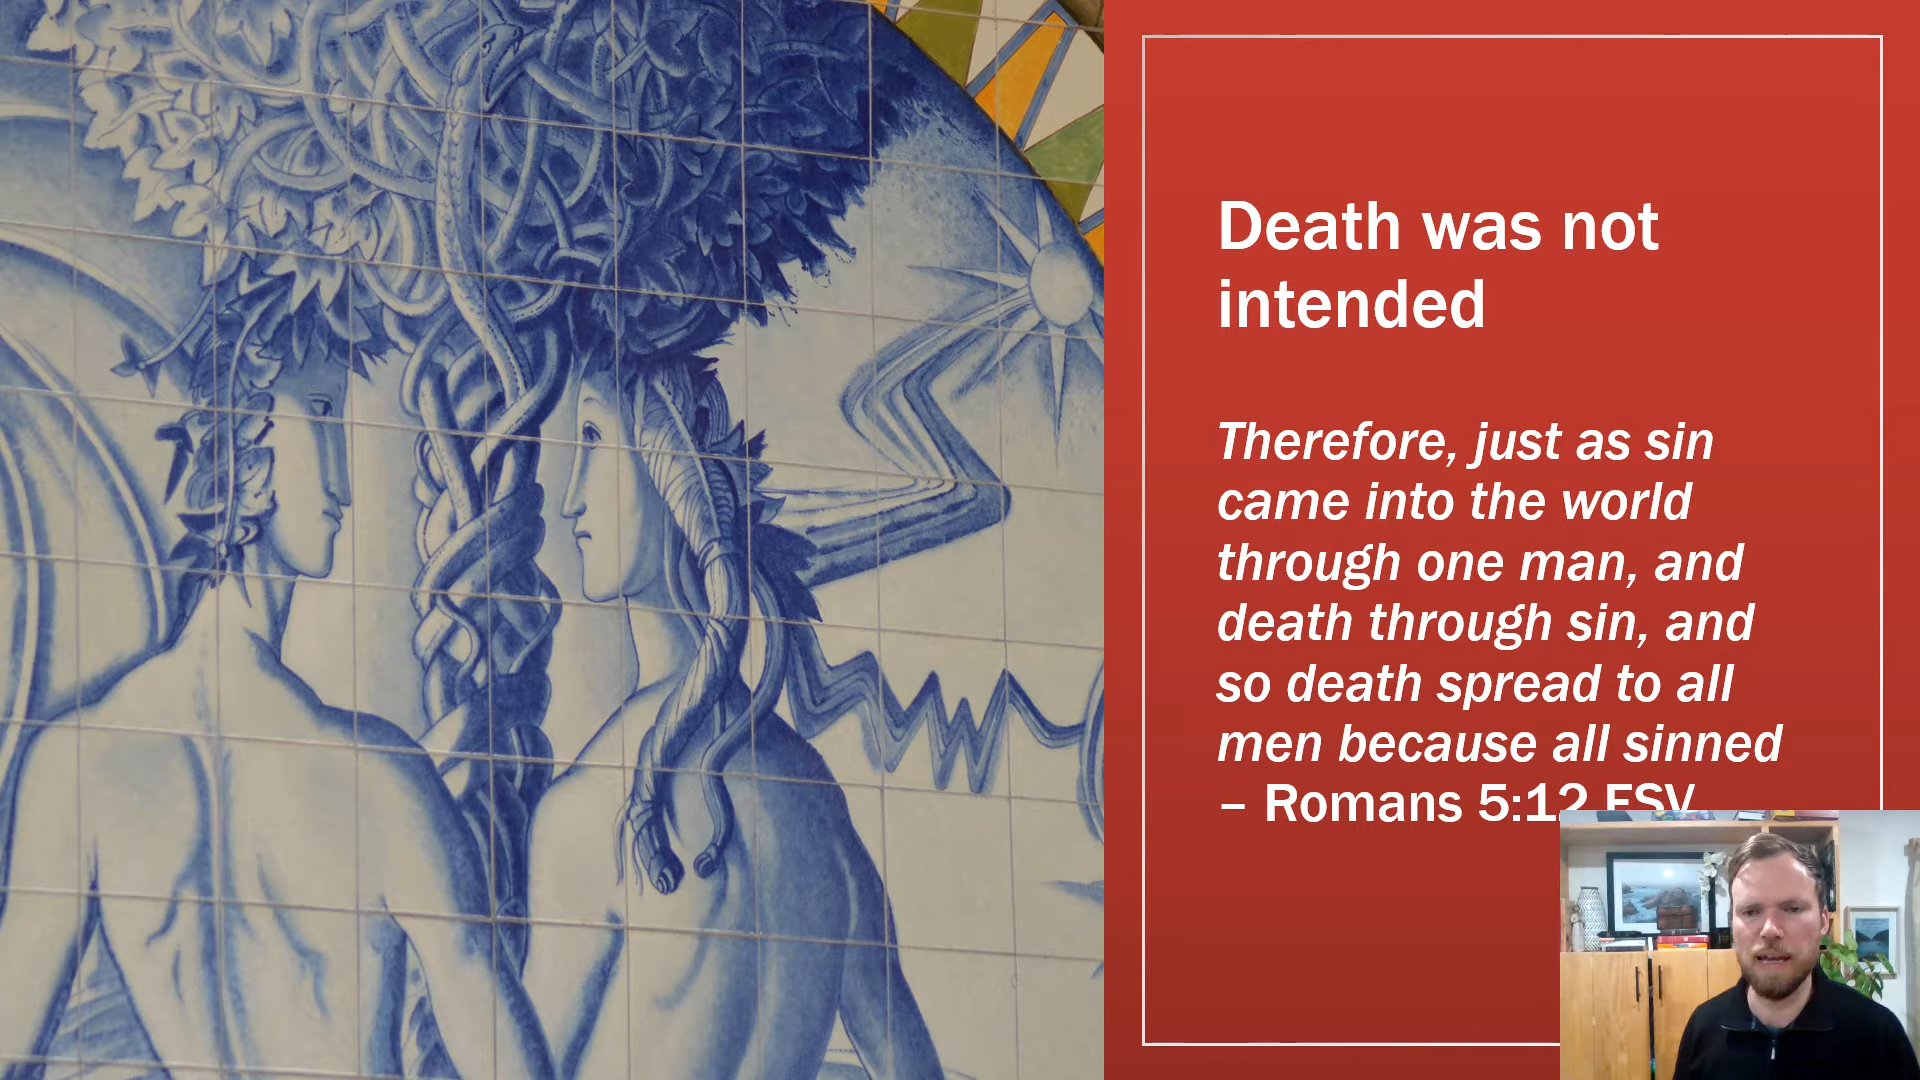 Death was not
intended
Therefore, just as sin
came into the world
through one man, and
death through sin, and
so death spread to all
men because all sinned
– Romans 5:12 ESV